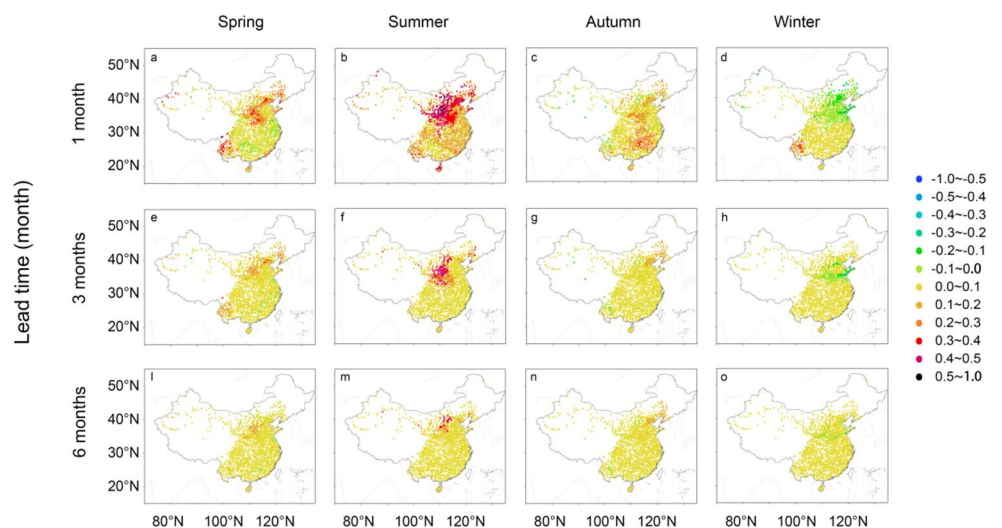 Spring Summer Autumn Winter
Lead time (month)
1 month
50°N
40°N
30°N
20°N
a
b
c
d
3 months
50°N
40°N
30°N
20°N
e
f
g
h
6 months
50°N
40°N
30°N
20°N
l
m
n
o
80°N 100°N 120°N 80°N 100°N 120°N 80°N 100°N 120°N 80°N 100°N 120°N
-1.0~-0.5
-0.5~-0.4
-0.4~-0.3
-0.3~-0.2
-0.2~-0.1
-0.1~0.0
0.0~0.1
0.1~0.2
0.2~0.3
0.3~0.4
0.4~0.5
0.5~1.0